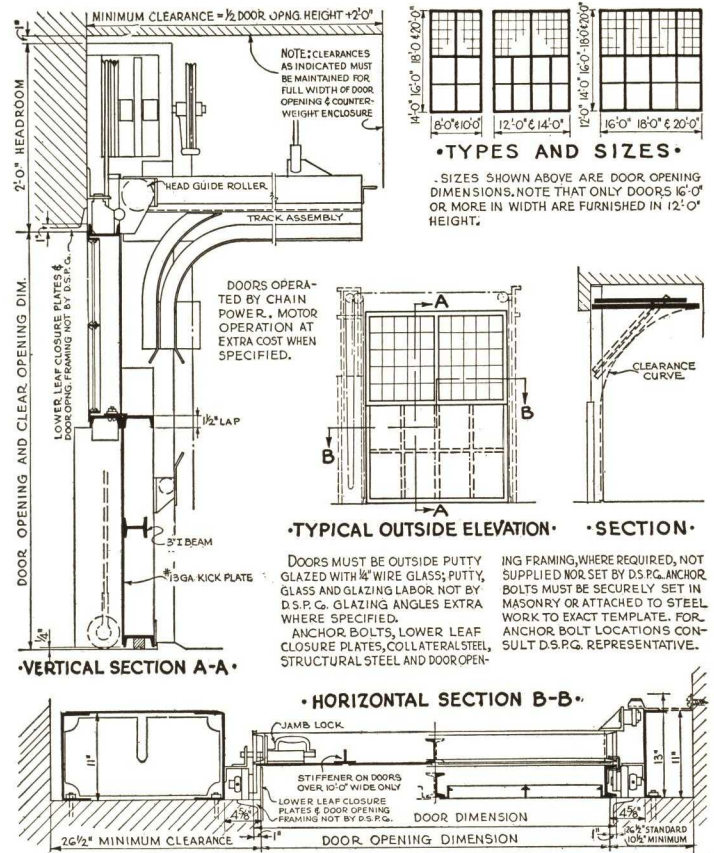 MINIMUM CLEARANCE = ½ DOOR OPNG. HEIGHT +2'-0"
1"
NOTE: CLEARANCES
AS INDICATED MUST
BE MAINTAINED FOR
FULL WIDTH OF DOOR
OPENING & COUNTER-
WEIGHT ENCLOSURE
2'-0" HEADROOM
HEAD GUIDE ROLLER
TRACK ASSEMBLY
1"
LOWER LEAF CLOSURE PLATES &
DOOR OPNG. FRAMING NOT BY D.S.P.G.
DOOR OPENING AND CLEAR OPENING DIM.
DOORS OPERA-
TED BY CHAIN
POWER. MOTOR
OPERATION AT
EXTRA COST WHEN
SPECIFIED.
1½" LAP
3" I BEAM
#13 GA. KICK PLATE
¼"
•VERTICAL SECTION A-A•
14'-0" 16'-0" 18'-0 & 20'-0"
8'-0" & 10'-0"
12'-0" & 14'-0"
12'-0" 14'-0" 16'-0" 18'-0 & 20'-0"
16'-0" 18'-0" & 20'-0"
•TYPES AND SIZES•
SIZES SHOWN ABOVE ARE DOOR OPENING
DIMENSIONS. NOTE THAT ONLY DOORS 16'-0"
OR MORE IN WIDTH ARE FURNISHED IN 12'-0"
HEIGHT.
A
B
B
A
•TYPICAL OUTSIDE ELEVATION•
CLEARANCE
CURVE
•SECTION•
DOORS MUST BE OUTSIDE PUTTY
GLAZED WITH ¼" WIRE GLASS; PUTTY,
GLASS AND GLAZING LABOR NOT BY
D.S.P. Co. GLAZING ANGLES EXTRA
WHERE SPECIFIED.
ANCHOR BOLTS, LOWER LEAF
CLOSURE PLATES, COLLATERAL STEEL,
STRUCTURAL STEEL AND DOOR OPEN-
ING FRAMING, WHERE REQUIRED, NOT
SUPPLIED NOR SET BY D.S.P.G. ANCHOR
BOLTS MUST BE SECURELY SET IN
MASONRY OR ATTACHED TO STEEL
WORK TO EXACT TEMPLATE. FOR
ANCHOR BOLT LOCATIONS CON-
SULT D.S.P.G. REPRESENTATIVE.
•HORIZONTAL SECTION B-B•
JAMB LOCK
11"
STIFFENER ON DOORS
OVER 10'-0" WIDE ONLY
LOWER LEAF CLOSURE
PLATES & DOOR OPENING
FRAMING NOT BY D.S.P.G.
13"
11"
4⅝"
DOOR DIMENSION
4⅝"
26½" MINIMUM CLEARANCE
1"
DOOR OPENING DIMENSION
1"
26½" STANDARD
10½" MINIMUM